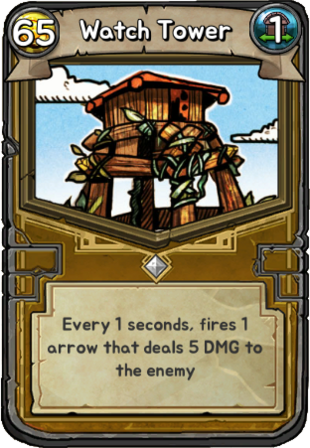 65 Watch Tower 1
Every 1 seconds, fires 1
arrow that deals 5 DMG to
the enemy